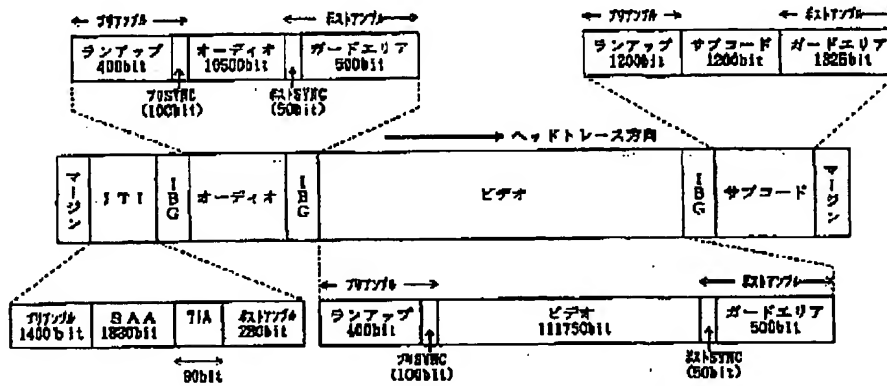 プリアンブル
ポストアンブル
ランアップ
400bit
オーディオ
10500bit
ガードエリア
500bit
プリSYNC
(100bit)
ポストSYNC
(50bit)
プリアンブル
ポストアンブル
ランアップ
1200bit
サブコード
1200bit
ガードエリア
1325bit
ヘッドトレース方向
マージン
ITI
IBG
オーディオ
IBG
ビデオ
IBG
サブコード
マージン
プリアンブル
1400bit
SAA
1830bit
TIA
ポストアンブル
280bit
90bit
プリアンブル
ポストアンブル
ランアップ
400bit
ビデオ
111750bit
ガードエリア
500bit
プリSYNC
(100bit)
ポストSYNC
(50bit)